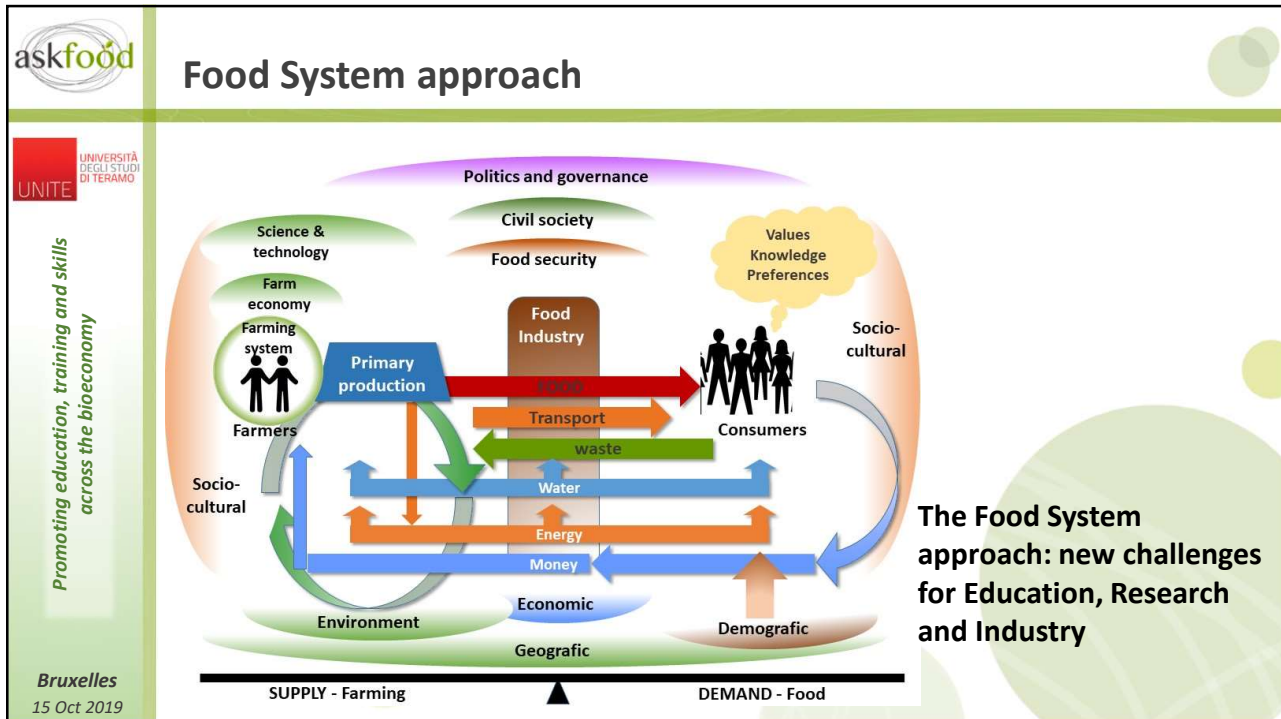 askfood
Food System approach
UNITE
UNIVERSITÀ
DEGLI STUDI
DI TERAMO
Promoting education, training and skills
across the bioeconomy
Bruxelles
15 Oct 2019
Politics and governance
Civil society
Food security
Science &
technology
Farm
economy
Farming
system
Farmers
Primary
production
Food
Industry
Values
Knowledge
Preferences
Consumers
Socio-
cultural
Socio-
cultural
FOOD
Transport
waste
Water
Energy
Money
Economic
Environment
Demografic
Geografic
SUPPLY - Farming
DEMAND - Food
The Food System
approach: new challenges
for Education, Research
and Industry